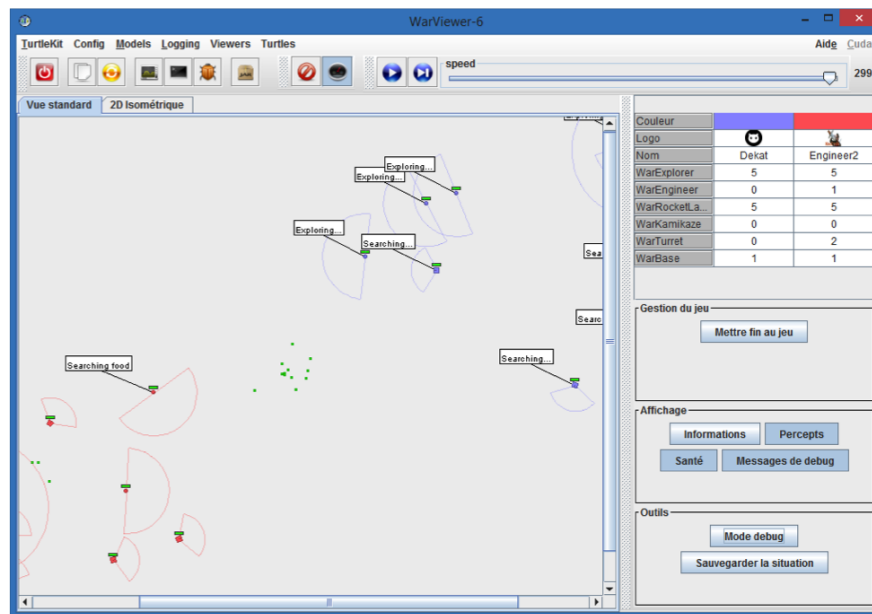 WarViewer-6
TurtleKit Config Models Logging Viewers Turtles Aide Cuda
speed
299
Vue standard 2D Isométrique
Exploring...
Exploring...
Exploring...
Searching...
Searching...
Searching food
Couleur
Logo
Nom Dekat Engineer2
WarExplorer 5 5
WarEngineer 0 1
WarRocketLa... 5 5
WarKamikaze 0 0
WarTurret 0 2
WarBase 1 1
Gestion du jeu
Mettre fin au jeu
Affichage
Informations Percepts
Santé Messages de debug
Outils
Mode debug
Sauvegarder la situation